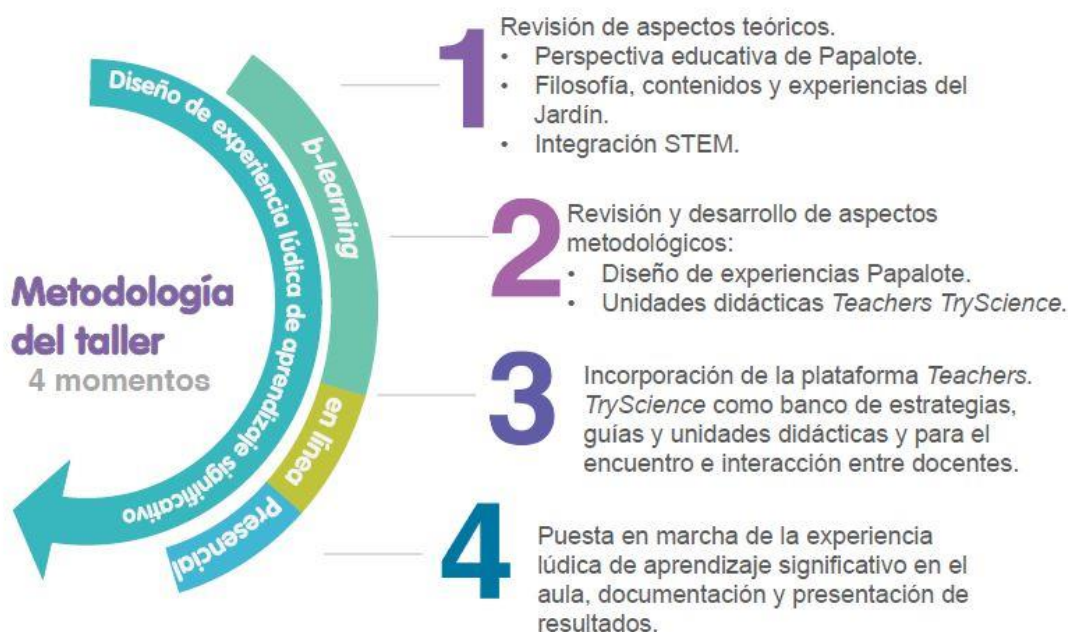 Metodología
del taller
4 momentos
Diseño de experiencia lúdica de aprendizaje significativo
b-learning
en línea
Presencial
1
Revisión de aspectos teóricos.
• Perspectiva educativa de Papalote.
• Filosofía, contenidos y experiencias del
Jardín.
• Integración STEM.
2
Revisión y desarrollo de aspectos
metodológicos:
• Diseño de experiencias Papalote.
• Unidades didácticas Teachers TryScience.
3
Incorporación de la plataforma Teachers.
TryScience como banco de estrategias,
guías y unidades didácticas y para el
encuentro e interacción entre docentes.
4
Puesta en marcha de la experiencia
lúdica de aprendizaje significativo en el
aula, documentación y presentación de
resultados.